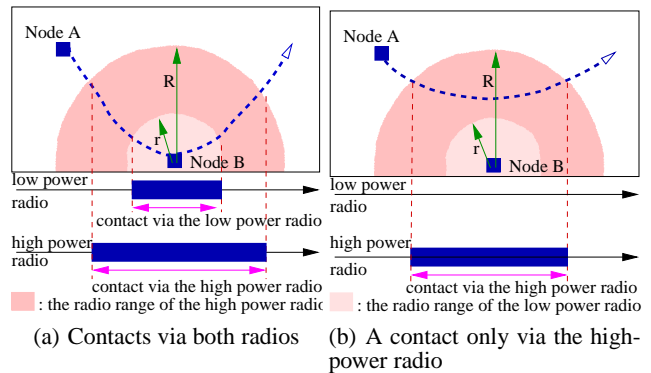 Node A
R
r
Node B
low power
radio
contact via the low power radio
high power
radio
contact via the high power radio
: the radio range of the high power radio
(a) Contacts via both radios
Node A
R
r
Node B
low power
radio
high power
radio
contact via the high power radio
: the radio range of the low power radio
(b) A contact only via the high-
power radio